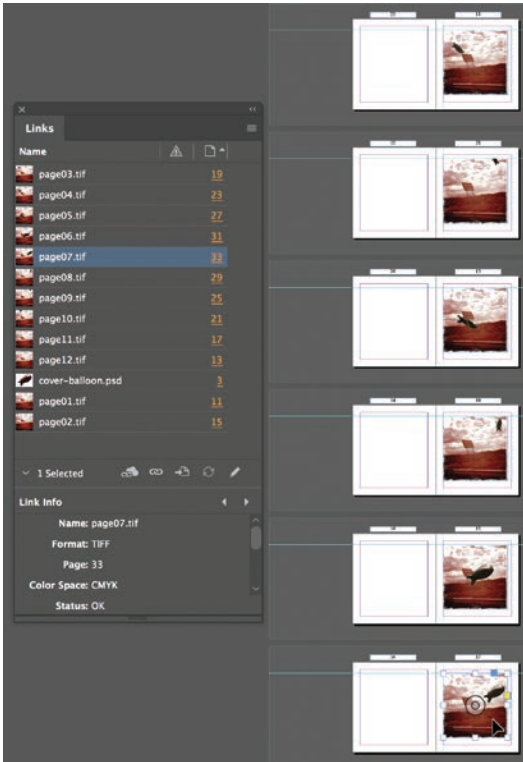 Links
Name
page03.tif 19
page04.tif 23
page05.tif 27
page06.tif 31
page07.tif 33
page08.tif 29
page09.tif 25
page10.tif 21
page11.tif 17
page12.tif 13
cover-balloon.psd 3
page01.tif 11
page02.tif 15
1 Selected
Link Info
Name: page07.tif
Format: TIFF
Page: 33
Color Space: CMYK
Status: OK